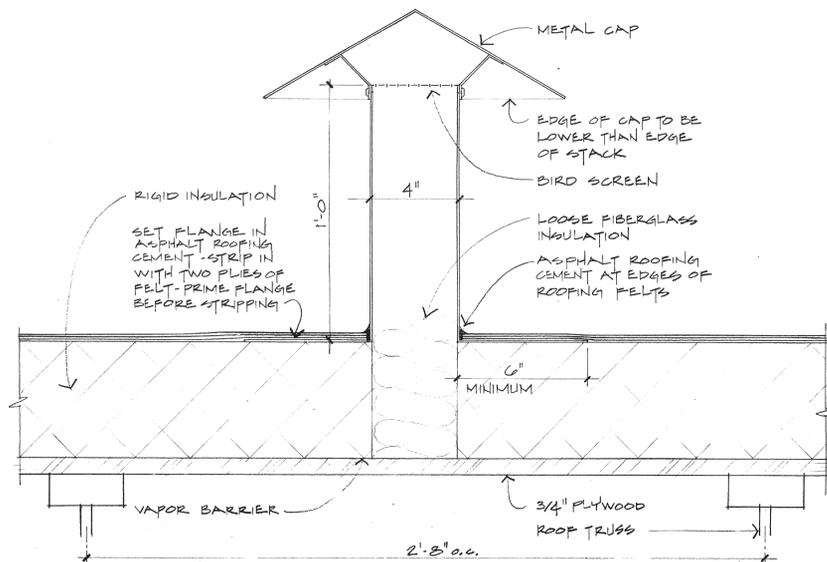 METAL CAP
EDGE OF CAP TO BE
LOWER THAN EDGE
OF STACK
BIRD SCREEN
4"
1'-0"
RIGID INSULATION
LOOSE FIBERGLASS
INSULATION
SET FLANGE IN
ASPHALT ROOFING
CEMENT - STRIP IN
WITH TWO PLIES OF
FELT - PRIME FLANGE
BEFORE STRIPPING
ASPHALT ROOFING
CEMENT AT EDGES OF
ROOFING FELTS
6"
MINIMUM
VAPOR BARRIER
3/4" PLYWOOD
ROOF TRUSS
2'-8" o.c.